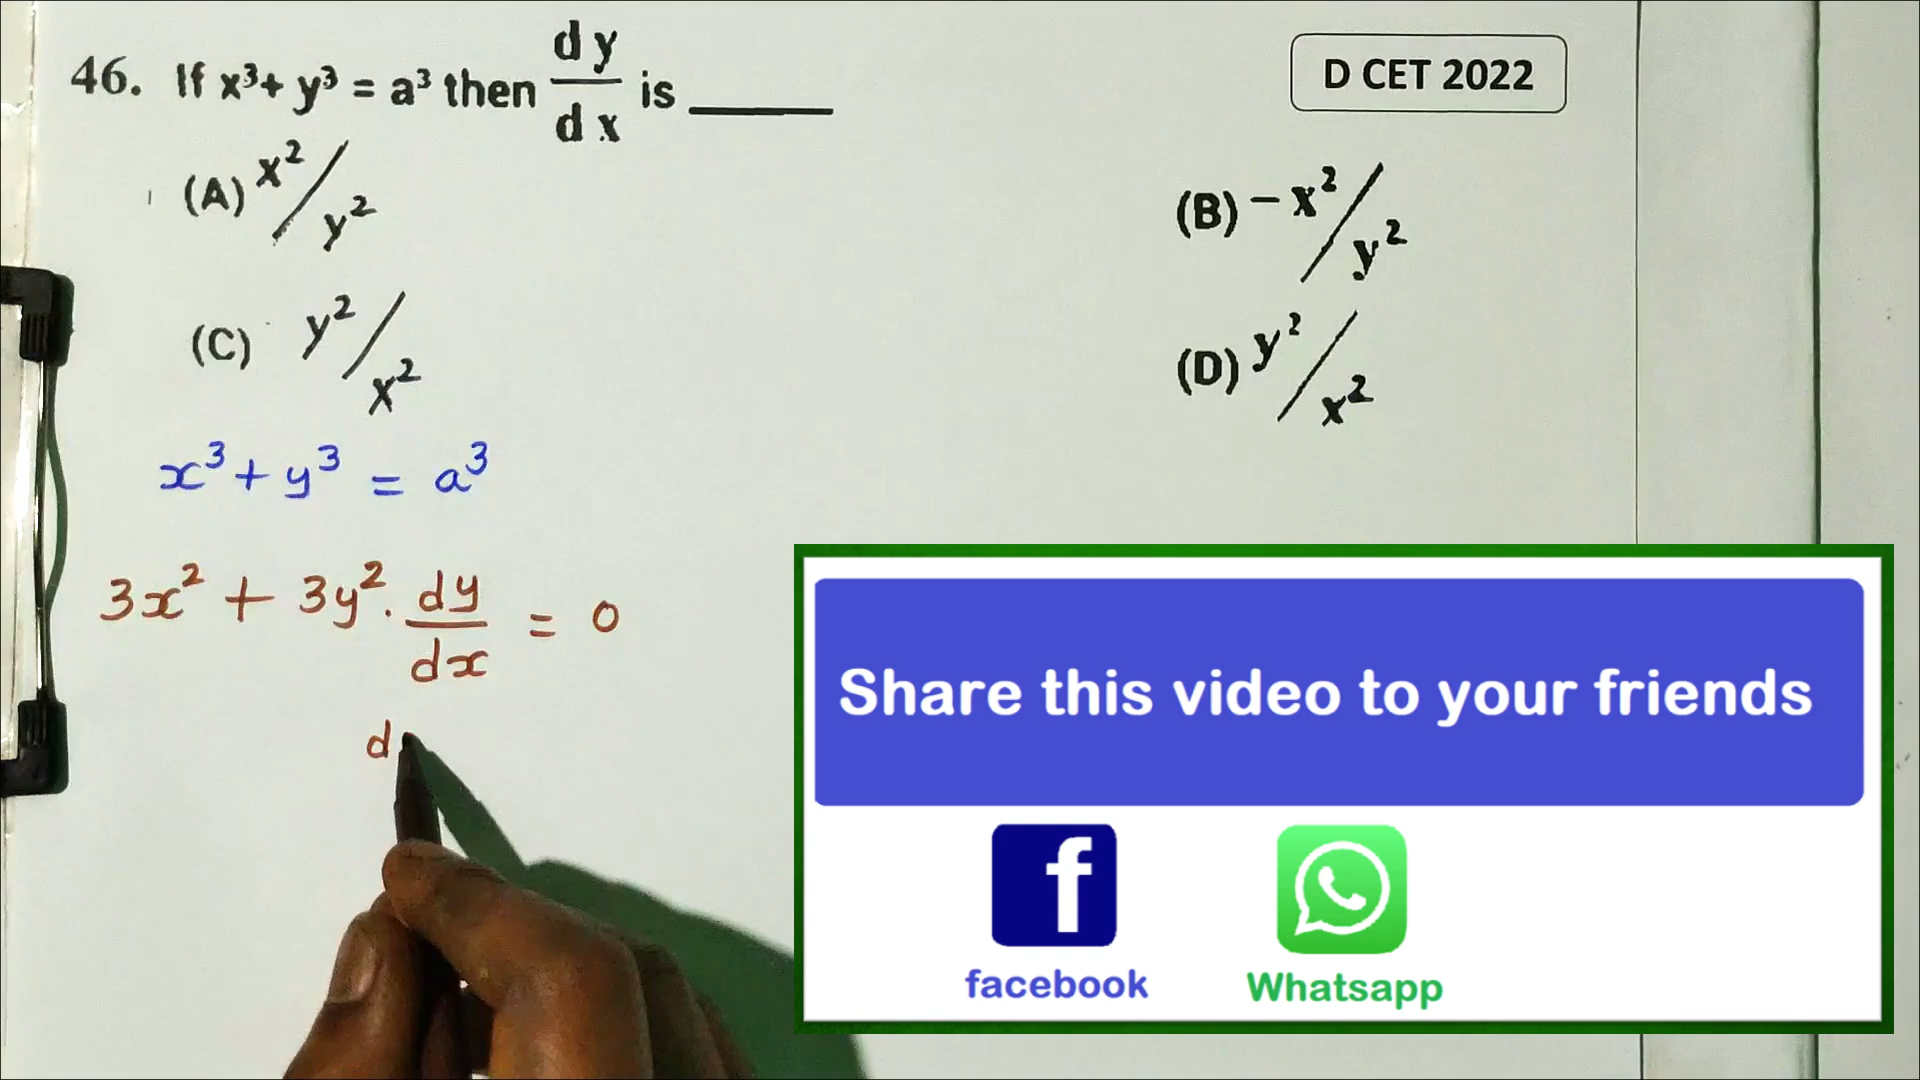 46. If x³+ y³ = a³ then dy/dx is ______
D CET 2022
(A) x²/y²
(B) – x²/y²
(C) y²/x²
(D) y²/x²
x³ + y³ = a³
3x² + 3y² . dy/dx = 0
d
Share this video to your friends
f
facebook
Whatsapp